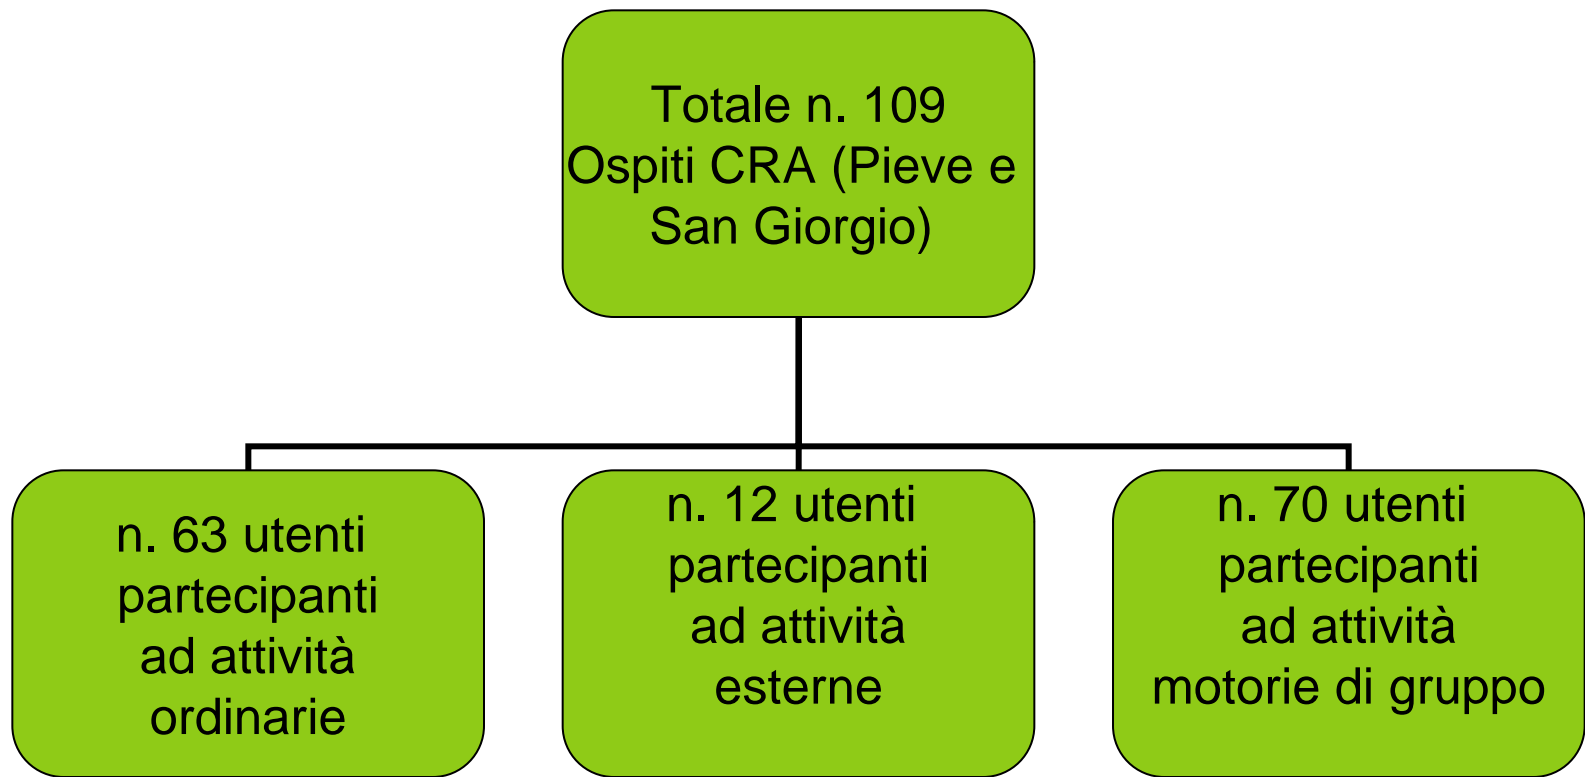 Totale n. 109
Ospiti CRA (Pieve e
San Giorgio)
n. 63 utenti
partecipanti
ad attività
ordinarie
n. 12 utenti
partecipanti
ad attività
esterne
n. 70 utenti
partecipanti
ad attività
motorie di gruppo